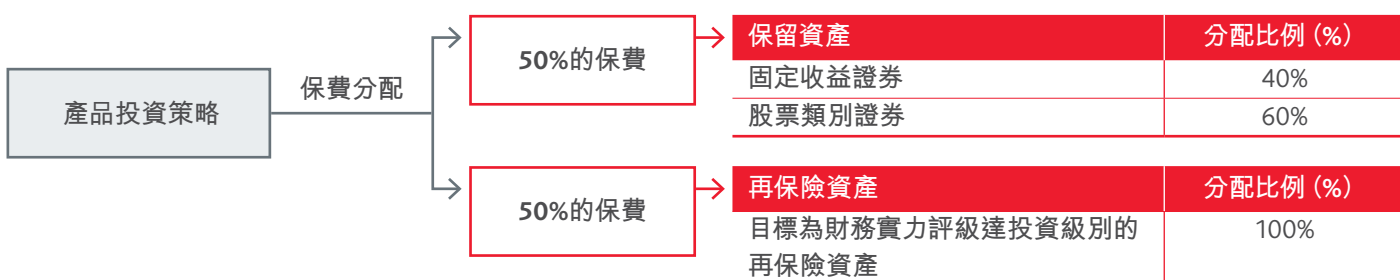 產品投資策略
保費分配
50%的保費
保留資產 分配比例 (%)
固定收益證券 40%
股票類別證券 60%
50%的保費
再保險資產 分配比例 (%)
目標為財務實力評級達投資級別的 100%
再保險資產